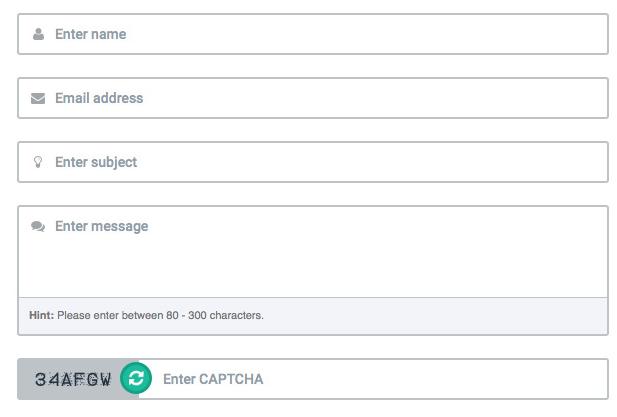 Enter name
Email address
Enter subject
Enter message
Hint: Please enter between 80 - 300 characters.
34AFGW Enter CAPTCHA